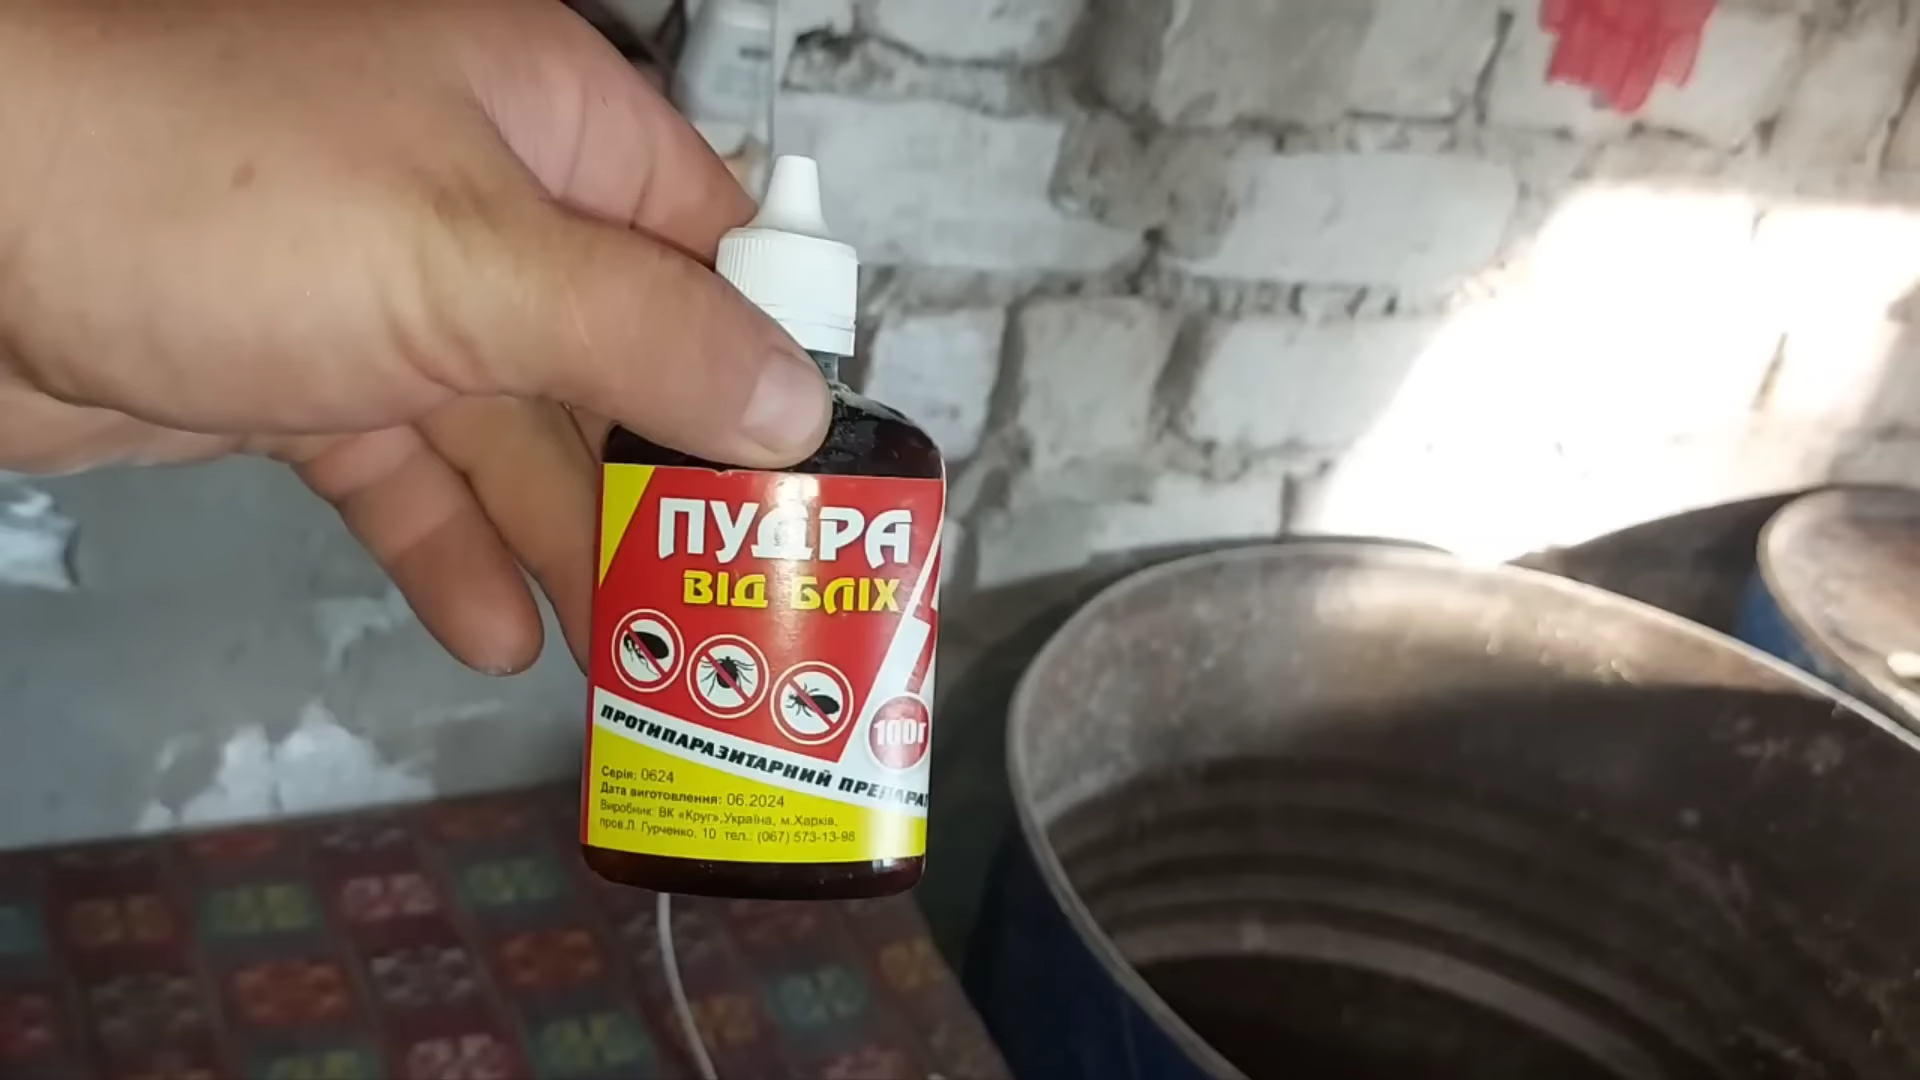 ПУДРА
ВІД БЛІХ
ПРОТИПАРАЗИТАРНИЙ ПРЕПАРАТ
100г
Серія: 0624
Дата виготовлення: 06.2024
Виробник: ВК «Круг»,Україна, м.Харків,
пров.Л. Гурченко, 10 тел.: (067) 573-13-98